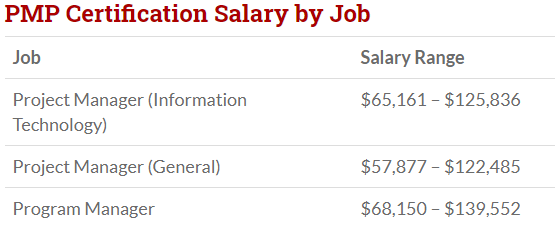 PMP Certification Salary by Job
Job Salary Range
Project Manager (Information $65,161 – $125,836
Technology)
Project Manager (General) $57,877 – $122,485
Program Manager $68,150 – $139,552